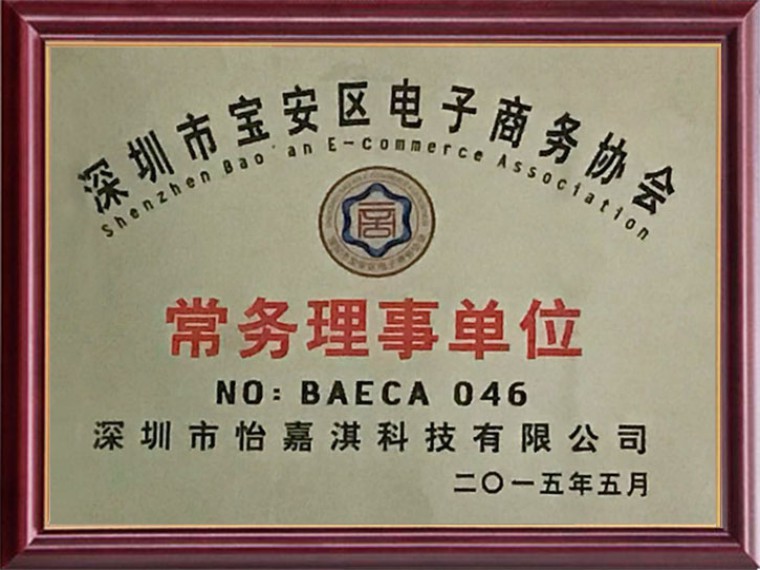 深圳市宝安区电子商务协会
Shenzhen Bao'an E-commerce Association
常务理事单位
NO: BAECA 046
深圳市怡嘉淇科技有限公司
二〇一五年五月